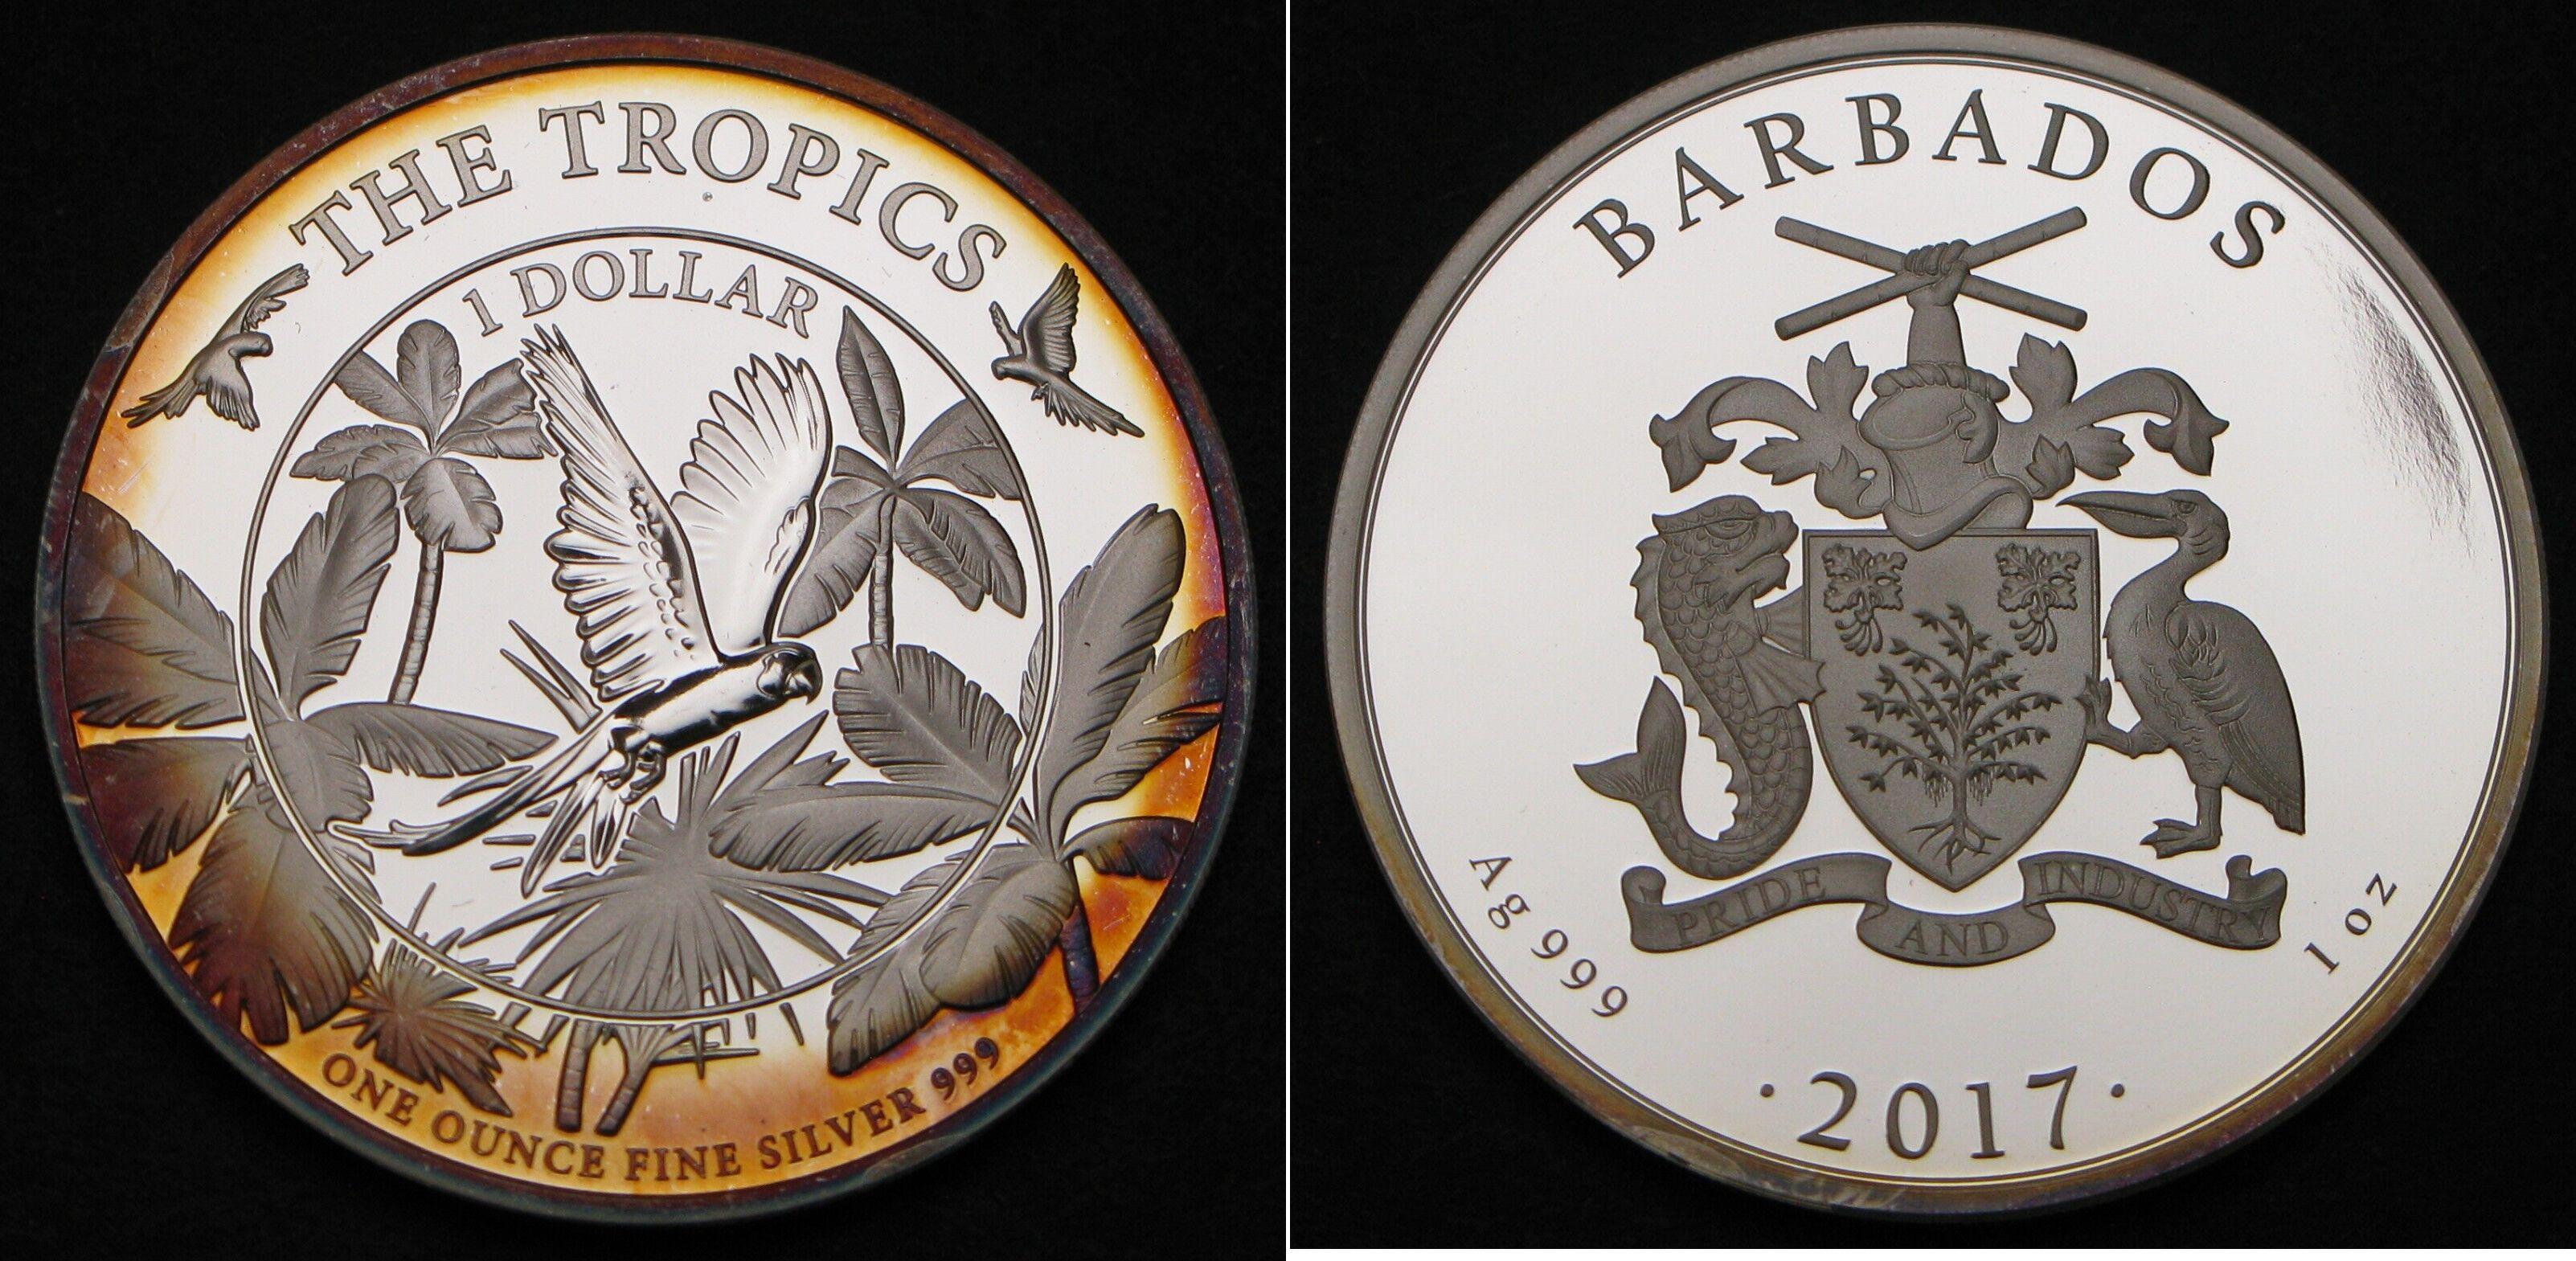 THE TROPICS
1 DOLLAR
ONE OUNCE FINE SILVER 999
BARBADOS
PRIDE AND INDUSTRY
Ag 999
1 oz
· 2017 ·